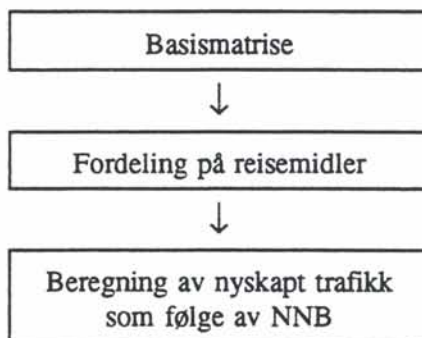 Basismatrise
↓
Fordeling på reisemidler
↓
Beregning av nyskapt trafikk
som følge av NNB